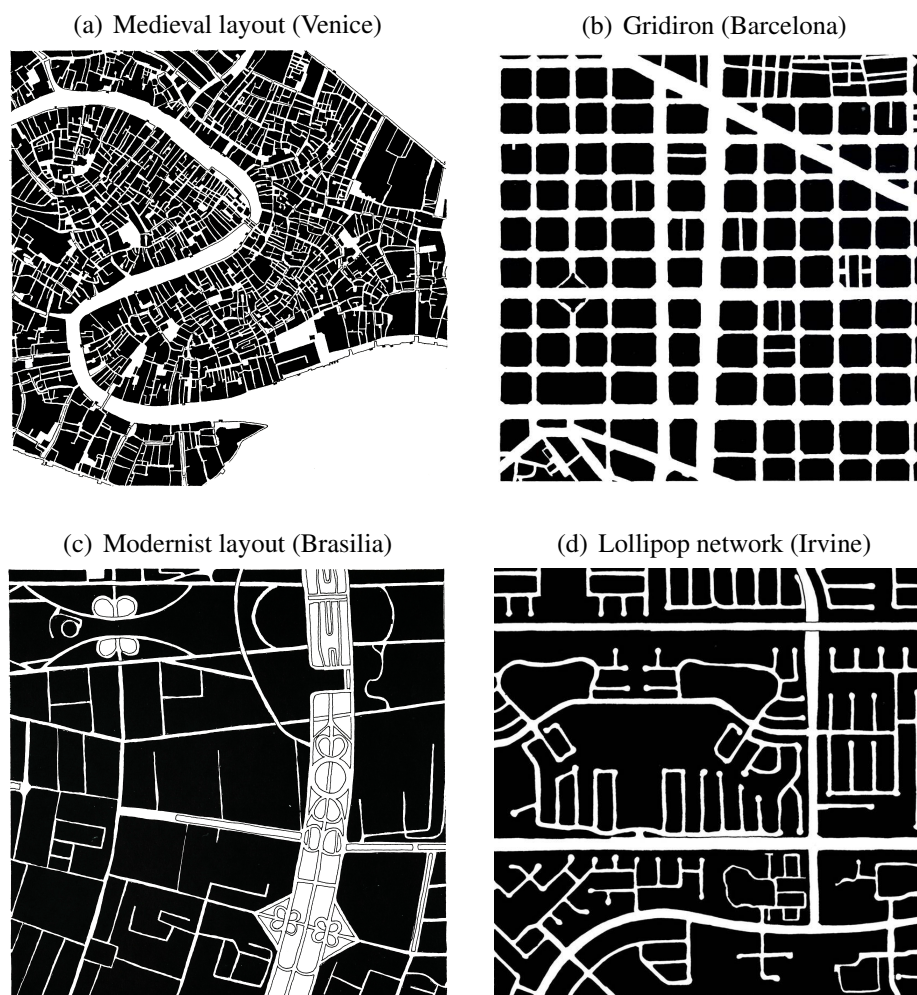 (a) Medieval layout (Venice)
(b) Gridiron (Barcelona)
(c) Modernist layout (Brasilia)
(d) Lollipop network (Irvine)